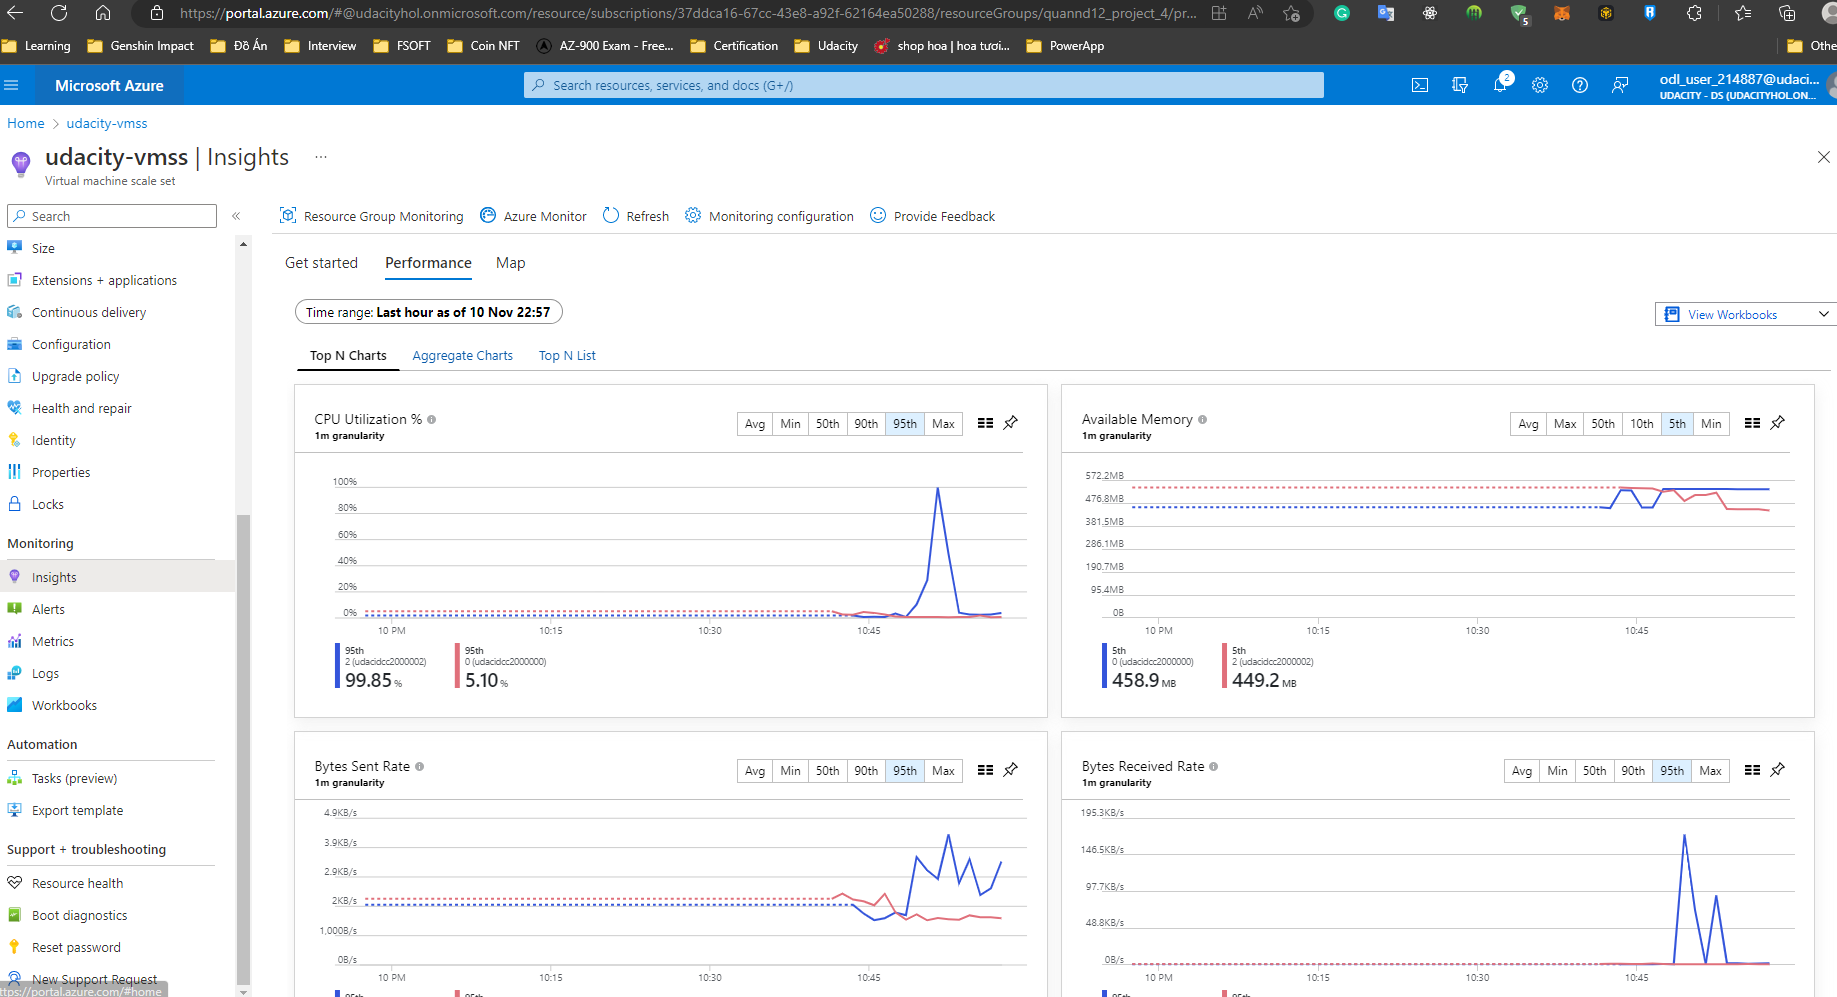 https://portal.azure.com/#@udacityhol.onmicrosoft.com/resource/subscriptions/37ddca16-67cc-43e8-a92f-62164ea50288/resourceGroups/quannd12_project_4/pr...
5
Learning Genshin Impact Đồ Án Interview FSOFT Coin NFT AZ-900 Exam - Free... Certification Udacity shop hoa | hoa tươi... PowerApp Othe
Microsoft Azure
Search resources, services, and docs (G+/)
2
odl_user_214887@udaci...
UDACITY - DS (UDACITYHOL.ON...
Home > udacity-vmss
udacity-vmss | Insights ...
Virtual machine scale set
Search
«
Size
Extensions + applications
Continuous delivery
Configuration
Upgrade policy
Health and repair
Identity
Properties
Locks
Monitoring
Insights
Alerts
Metrics
Logs
Workbooks
Automation
Tasks (preview)
Export template
Support + troubleshooting
Resource health
Boot diagnostics
Reset password
New Support Request
ttps://portal.azure.com/#home
Resource Group Monitoring Azure Monitor Refresh Monitoring configuration Provide Feedback
Get started Performance Map
Time range: Last hour as of 10 Nov 22:57
View Workbooks
Top N Charts Aggregate Charts Top N List
CPU Utilization %
1m granularity
Avg Min 50th 90th 95th Max
100%
80%
60%
40%
20%
0%
10 PM 10:15 10:30 10:45
95th
2 (udacidcc2000002)
99.85 %
95th
0 (udacidcc2000000)
5.10 %
Available Memory
1m granularity
Avg Max 50th 10th 5th Min
572.2MB
476.8MB
381.5MB
286.1MB
190.7MB
95.4MB
0B
10 PM 10:15 10:30 10:45
5th
0 (udacidcc2000000)
458.9 MB
5th
2 (udacidcc2000002)
449.2 MB
Bytes Sent Rate
1m granularity
Avg Min 50th 90th 95th Max
4.9KB/s
3.9KB/s
2.9KB/s
2KB/s
1,000B/s
0B/s
10 PM 10:15 10:30 10:45
95th
95th
Bytes Received Rate
1m granularity
Avg Min 50th 90th 95th Max
195.3KB/s
146.5KB/s
97.7KB/s
48.8KB/s
0B/s
10 PM 10:15 10:30 10:45
95th
95th